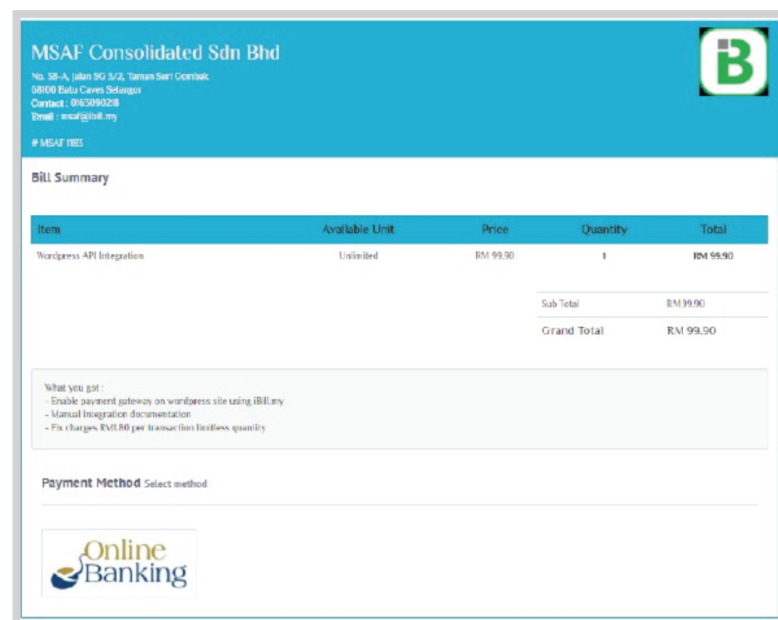 MSAF Consolidated Sdn Bhd
No. 38-A, Jalan SG 3/2, Taman Seri Gombak
68100 Batu Caves Selangor
Contact : 0163090218
Email : msaf@ibill.my
# MSAF 1183
iB
Bill Summary
Item Available Unit Price Quantity Total
Wordpress API Integration Unlimited RM 99.90 1 RM 99.90
Sub Total RM 99.90
Grand Total RM 99.90
What you got :
- Enable payment gateway on wordpress site using iBill.my
- Manual Integration documentation
- Fix charges RM1.80 per transaction limitless quantity
Payment Method Select method
Online
Banking